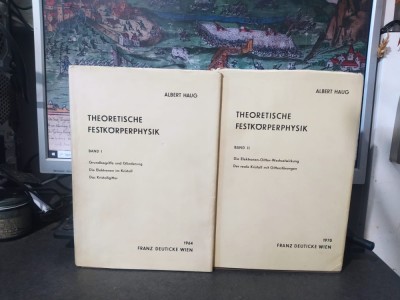 ALBERT HAUG
THEORETISCHE
FESTKÖRPERPHYSIK
BAND I
Grundbegriffe und Einführung
Die Elektronen im Kristall
Das Kristallgitter
1964
FRANZ DEUTICKE WIEN
ALBERT HAUG
THEORETISCHE
FESTKÖRPERPHYSIK
BAND II
Die Elektronen-Gitter-Wechselwirkung
Der reale Kristall mit Gitterstörungen
1970
FRANZ DEUTICKE WIEN